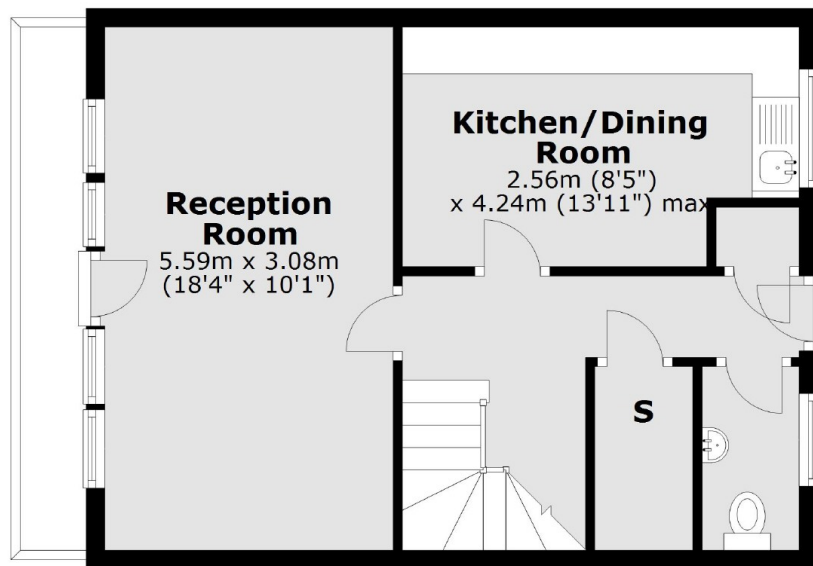 Reception
Room
5.59m x 3.08m
(18'4" x 10'1")
Kitchen/Dining
Room
2.56m (8'5")
x 4.24m (13'11") max
S